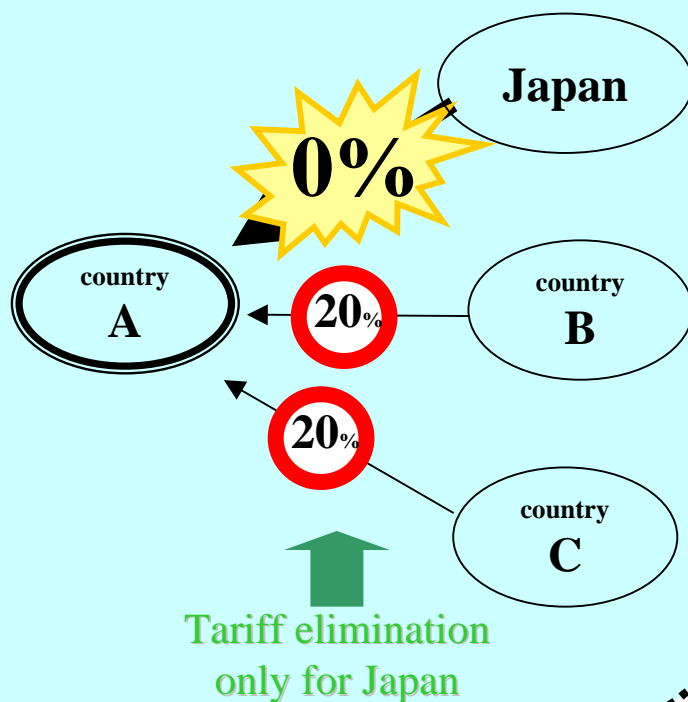 Japan
0%
country
A
20%
country
B
20%
country
C
Tariff elimination
only for Japan